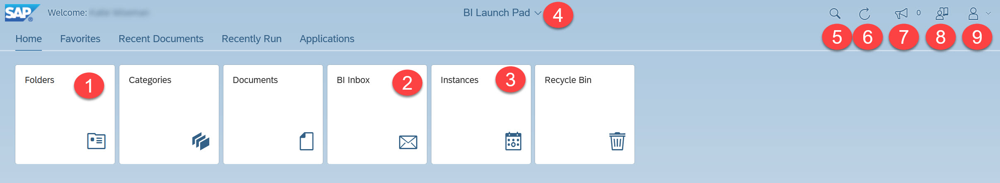 SAP ®
Welcome:
BI Launch Pad
4
0
5 6 7 8 9
Home Favorites Recent Documents Recently Run Applications
Folders 1 Categories Documents BI Inbox 2 Instances 3 Recycle Bin